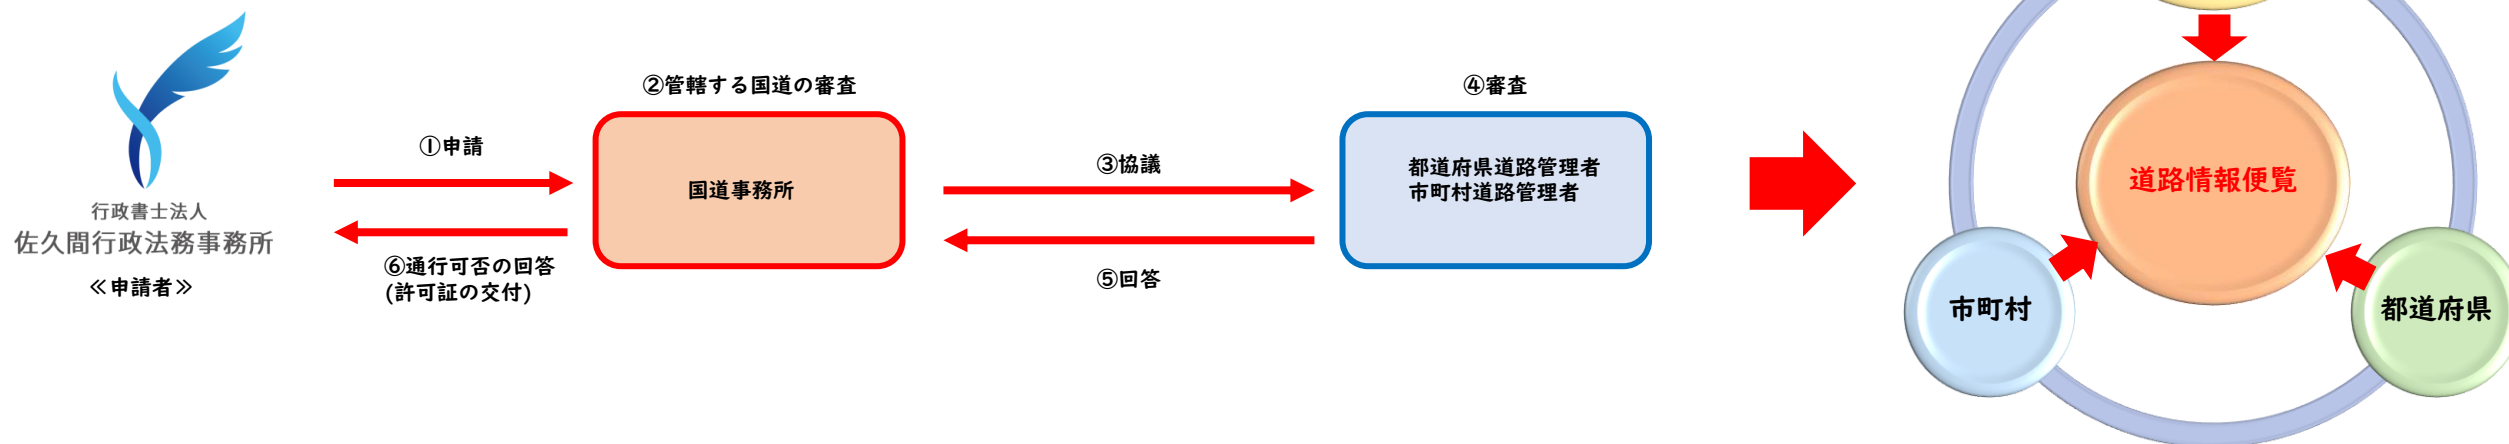 行政書士法人
佐久間行政法務事務所
≪申請者≫
①申請
⑥通行可否の回答
(許可証の交付)
②管轄する国道の審査
国道事務所
③協議
⑤回答
④審査
都道府県道路管理者
市町村道路管理者
道路情報便覧
市町村
都道府県